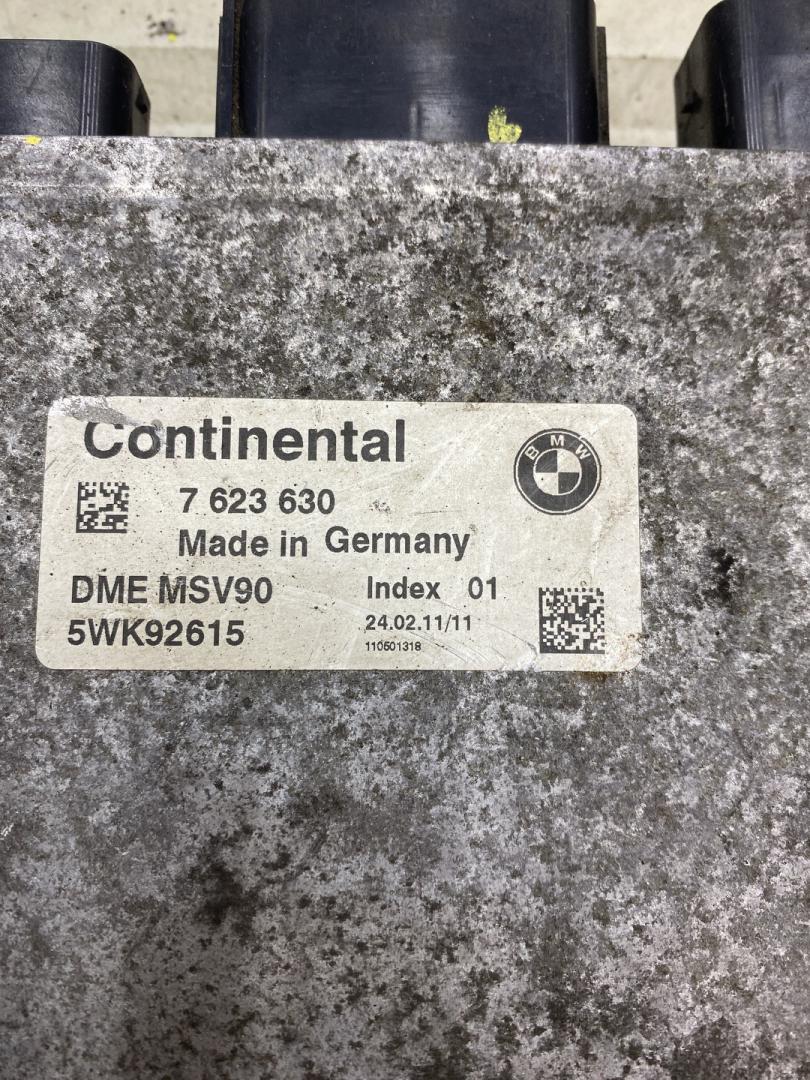 Continental
BMW
7 623 630
Made in Germany
DME MSV90 Index 01
5WK92615 24.02.11/11
110501318